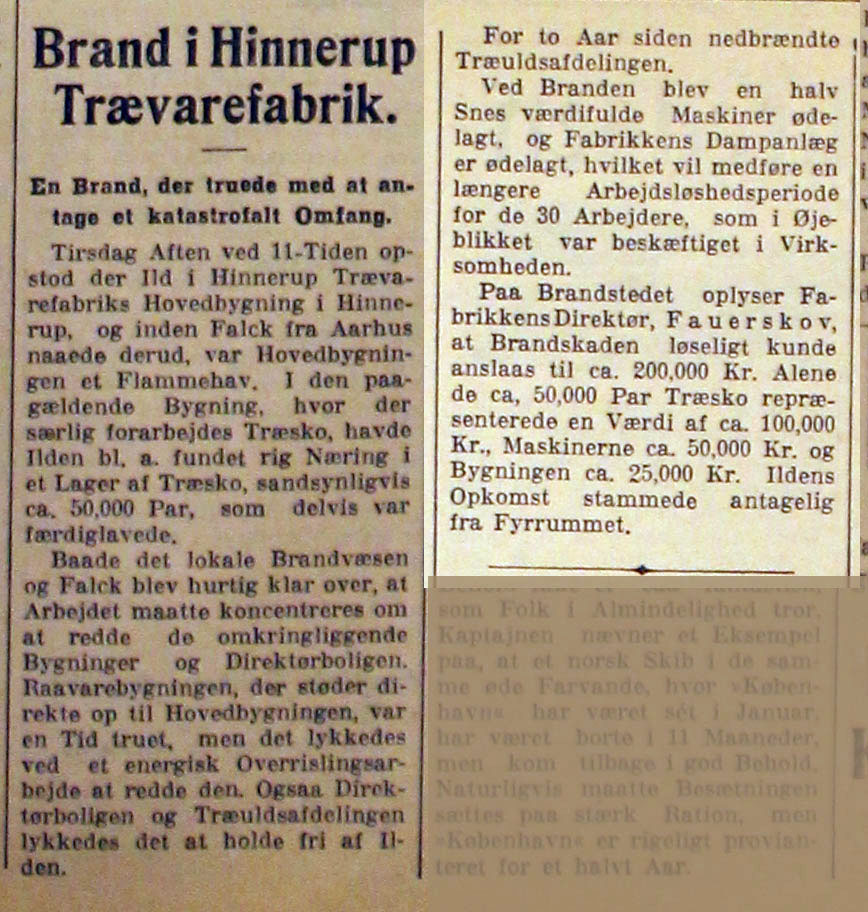 Brand i Hinnerup
Trævarefabrik.
En Brand, der truede med at an-
tage et katastrofalt Omfang.
Tirsdag Aften ved 11-Tiden op-
stod der Ild i Hinnerup Træva-
refabriks Hovedbygning i Hinne-
rup, og inden Falck fra Aarhus
naaede derud, var Hovedbygnin-
gen et Flammehav. I den paa-
gældende Bygning, hvor der
særlig forarbejdes Træsko, havde
Ilden bl. a. fundet rig Næring i
et Lager af Træsko, sandsynligvis
ca. 50,000 Par, som delvis var
færdiglavede.
Baade det lokale Brandvæsen
og Falck blev hurtig klar over, at
Arbejdet maatte koncentreres om
at redde de omkringliggende
Bygninger og Direktørboligen.
Raavarebygningen, der støder di-
rekte op til Hovedbygningen, var
en Tid truet, men det lykkedes
ved et energisk Overrislingsar-
bejde at redde den. Ogsaa Direk-
tørboligen og Træuldsafdelingen
lykkedes det at holde fri af Il-
den.
For to Aar siden nedbrændte
Træuldsafdelingen.
Ved Branden blev en halv
Snes værdifulde Maskiner øde-
lagt, og Fabrikkens Dampanlæg
er ødelagt, hvilket vil medføre en
længere Arbejdsløshedsperiode
for de 30 Arbejdere, som i Øje-
blikket var beskæftiget i Virk-
somheden.
Paa Brandstedet oplyser Fa-
brikkens Direktør, Fauerskov,
at Brandskaden løseligt kunde
anslaas til ca. 200,000 Kr. Alene
de ca, 50,000 Par Træsko repræ-
senterede en Værdi af ca. 100,000
Kr., Maskinerne ca. 50,000 Kr. og
Bygningen ca. 25,000 Kr. Ildens
Opkomst stammede antagelig
fra Fyrrummet.
som Folk i Almindelighed tror.
Kaptajnen nævner et Eksempel
paa, at et norsk Skib i de sam-
me øde Farvande, hvor »Køben-
havn« har været sét i Januar,
har været borte i 11 Maaneder,
men kom tilbage i god Behold.
Naturligvis maatte Besætningen
sættes paa stærk Ration, men
»København« er rigeligt provian-
teret for et halvt Aar.